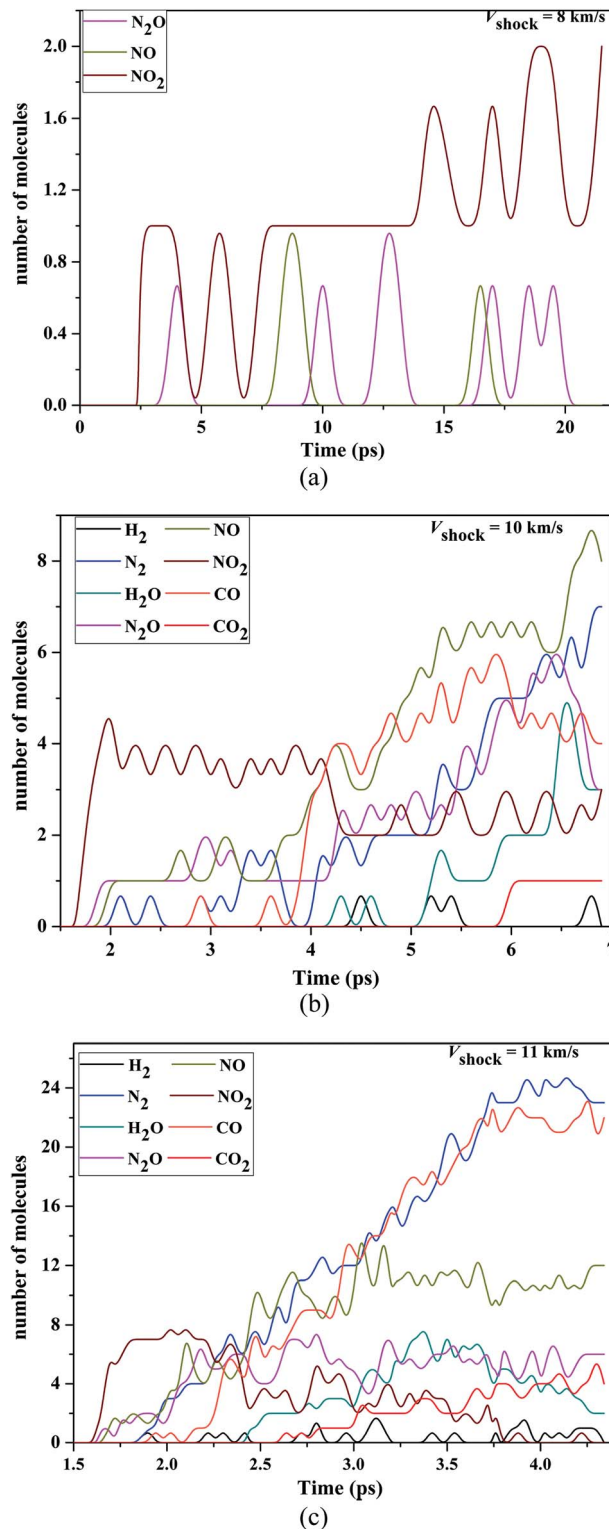 V_shock = 8 km/s
N₂O
NO
NO₂
number of molecules
2.0
1.6
1.2
0.8
0.4
0.0
0 5 10 15 20
Time (ps)
(a)
V_shock = 10 km/s
H₂ NO
N₂ NO₂
H₂O CO
N₂O CO₂
number of molecules
8
6
4
2
0
2 3 4 5 6 7
Time (ps)
(b)
V_shock = 11 km/s
H₂ NO
N₂ NO₂
H₂O CO
N₂O CO₂
number of molecules
24
20
16
12
8
4
0
1.5 2.0 2.5 3.0 3.5 4.0
Time (ps)
(c)